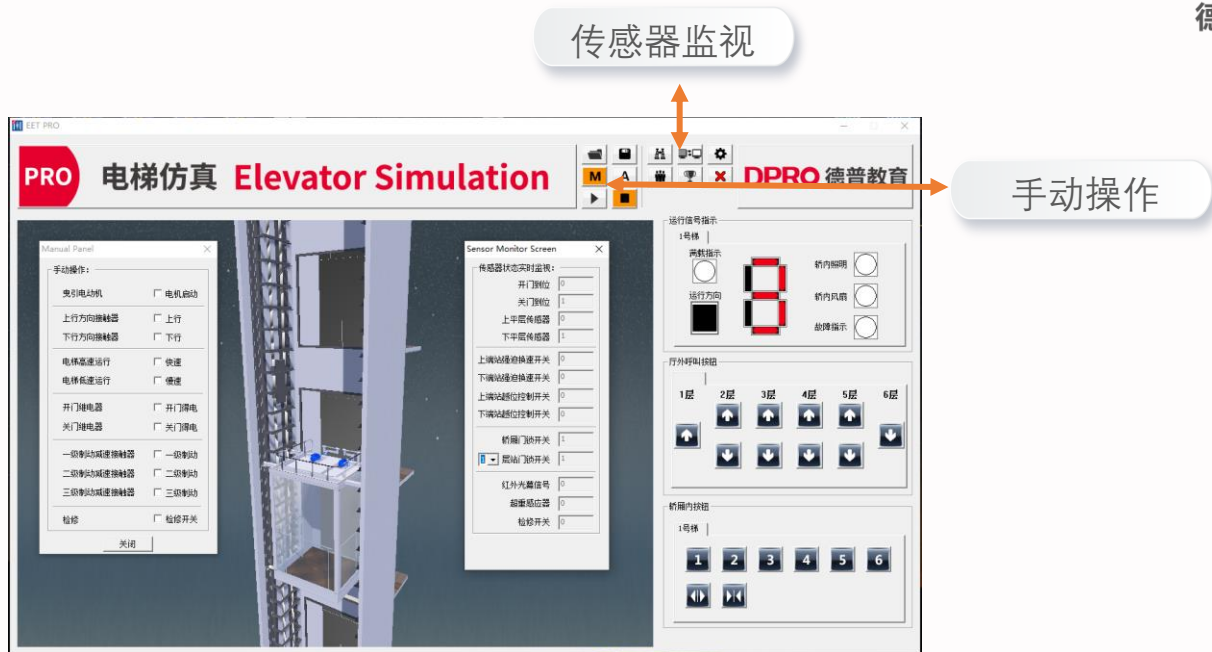 传感器监视
德
手动操作
EET PRO
PRO
电梯仿真 Elevator Simulation
M
A
DPRO 德普教育
Manual Panel
手动操作：
曳引电动机
电机启动
上行方向接触器
上行
下行方向接触器
下行
电梯高速运行
快速
电梯低速运行
慢速
开门继电器
开门得电
关门继电器
关门得电
一级制动减速接触器
一级制动
二级制动减速接触器
二级制动
三级制动减速接触器
三级制动
检修
检修开关
关闭
Sensor Monitor Screen
传感器状态实时监视：
开门到位 0
关门到位 1
上平层传感器 0
下平层传感器 1
上端站强迫换速开关 0
下端站强迫换速开关 0
上端站越位控制开关 0
下端站越位控制开关 0
轿厢门锁开关 1
1 层站门锁开关 1
红外光幕信号 0
超重感应器 0
检修开关 0
运行信号指示
1号梯
满载指示
运行方向
轿内照明
轿内风扇
故障指示
厅外呼叫按钮
1层 2层 3层 4层 5层 6层
轿厢内按钮
1号梯
1 2 3 4 5 6